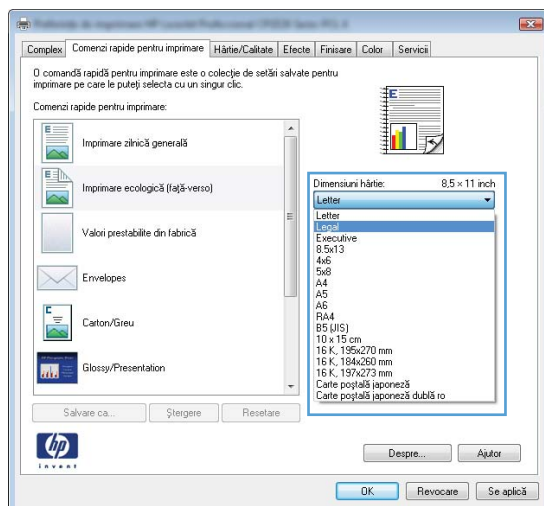 Complex Comenzi rapide pentru imprimare Hârtie/Calitate Efecte Finisare Color Servicii
O comandă rapidă pentru imprimare este o colecţie de setări salvate pentru
imprimare pe care le puteţi selecta cu un singur clic.
Comenzi rapide pentru imprimare:
Imprimare zilnică generală
Imprimare ecologică (faţă-verso)
Valori prestabilite din fabrică
Envelopes
Carton/Greu
Glossy/Presentation
Salvare ca... Ştergere Resetare
Dimensiuni hârtie: 8,5 × 11 inch
Letter
Letter
Legal
Executive
8.5x13
4x6
5x8
A4
A5
A6
RA4
B5 (JIS)
10 x 15 cm
16 K, 195x270 mm
16 K, 184x260 mm
16 K, 197x273 mm
Carte poştală japoneză
Carte poştală japoneză dublă ro
hp
invent
Despre... Ajutor
OK Revocare Se aplică